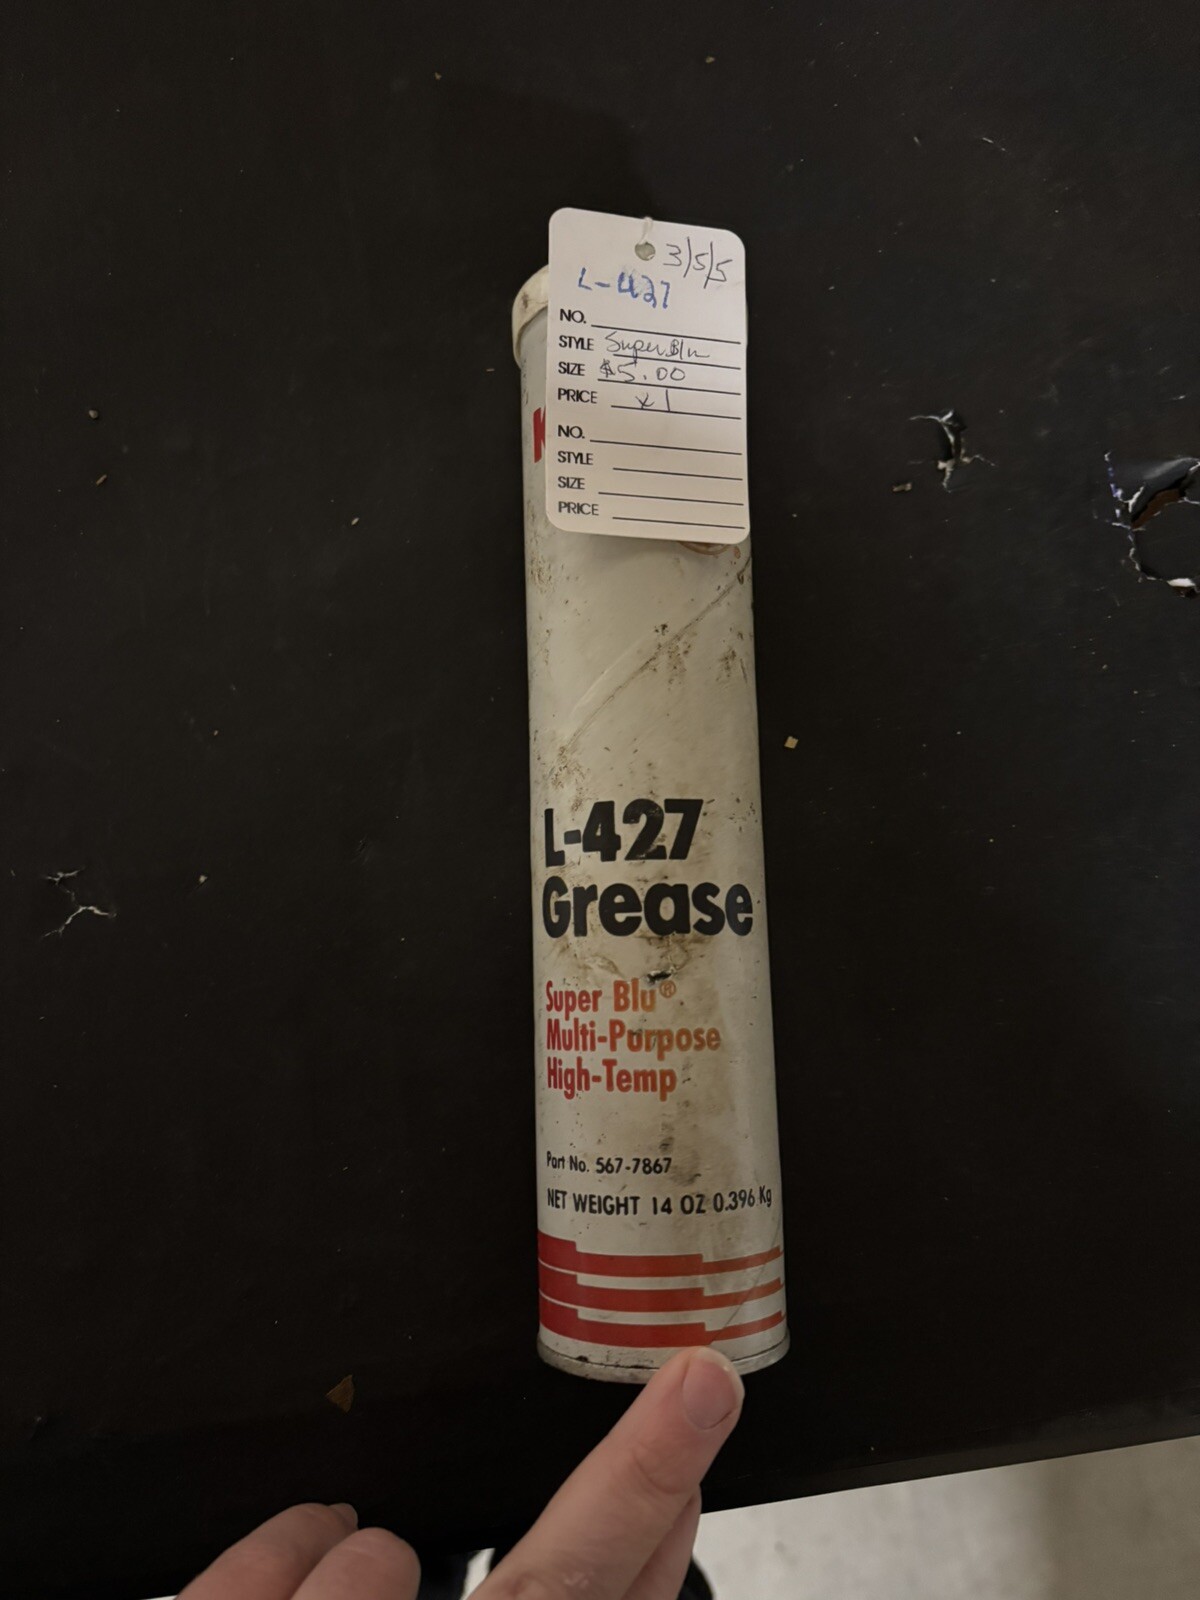 3/5/5
L-427
NO.
STYLE Super Blu
SIZE $5.00
PRICE x1
NO.
STYLE
SIZE
PRICE
K
L-427
Grease
Super Blu®
Multi-Purpose
High-Temp
Part No. 567-7867
NET WEIGHT 14 OZ 0.396 Kg